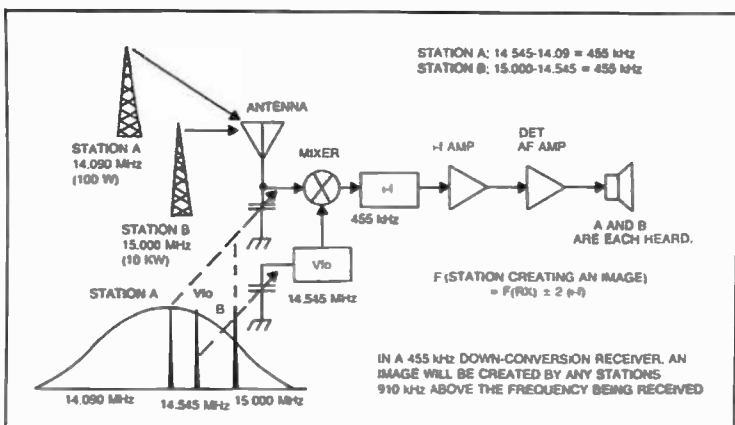 STATION A; 14 545-14.09 = 455 kHz
STATION B; 15.000-14.545 = 455 kHz
ANTENNA
STATION A
14.090 MHz
(100 W)
MIXER
DET
AF AMP
AMP
455 kHz
STATION B
15.000 MHz
(10 KW)
A AND B
ARE EACH HEARD.
Vfo
14.545 MHz
STATION A
Vfo
B
F (STATION CREATING AN IMAGE)
= F(RX) ± 2
14.090 MHz
14.545 MHz
15 000 MHz
IN A 455 kHz DOWN-CONVERSION RECEIVER, AN
IMAGE WILL BE CREATED BY ANY STATIONS
910 kHz ABOVE THE FREQUENCY BEING RECEIVED